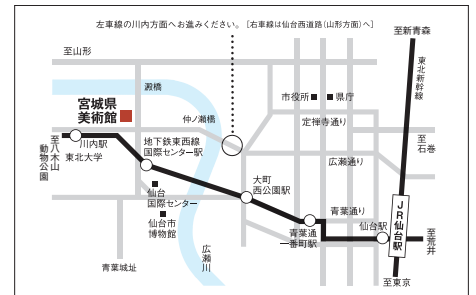 左車線の川内方面へお進みください。[右車線は仙台西道路(山形方面)へ]
至新青森
至山形
東北新幹線
澱橋
宮城県
美術館
仲ノ瀬橋
市役所
県庁
定禅寺通り
至八木山
動物公園
川内駅
東北大学
地下鉄東西線
国際センター駅
至石巻
広瀬通り
大町
西公園駅
仙台
国際センター
仙台市
博物館
青葉通り
青葉通
一番町駅
仙台駅
JR仙台駅
至荒井
広瀬川
青葉城址
至東京